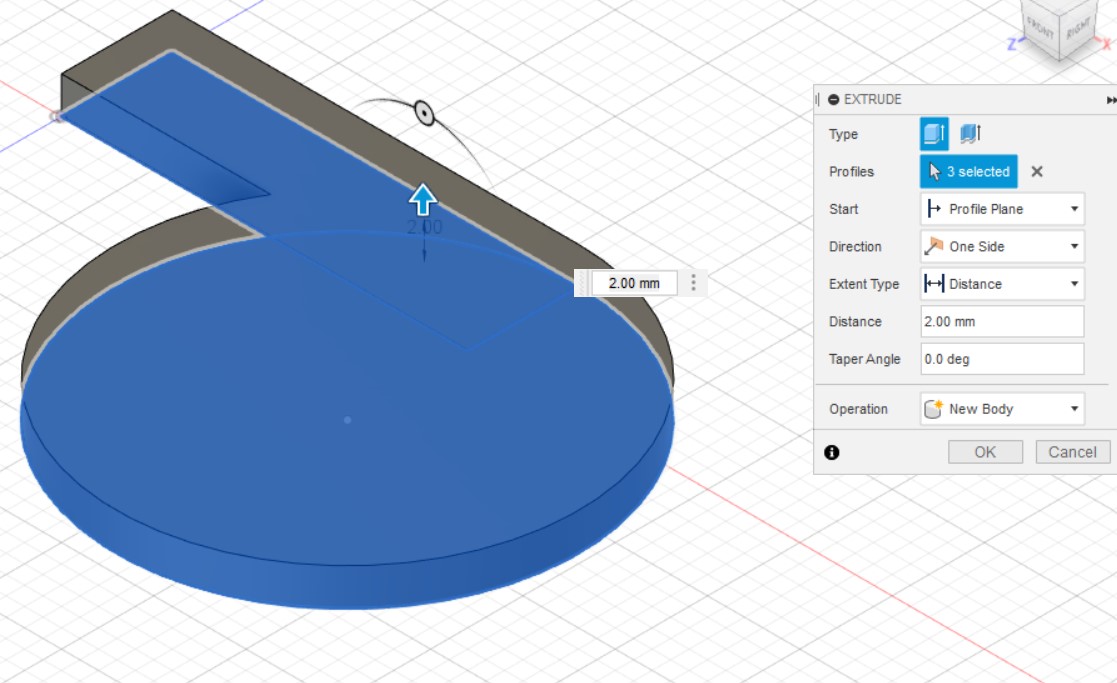 FRONT
RIGHT
Z
X
EXTRUDE
Type
Profiles
3 selected
Start
Profile Plane
Direction
One Side
Extent Type
Distance
Distance
2.00 mm
Taper Angle
0.0 deg
Operation
New Body
OK
Cancel
2.00
2.00 mm